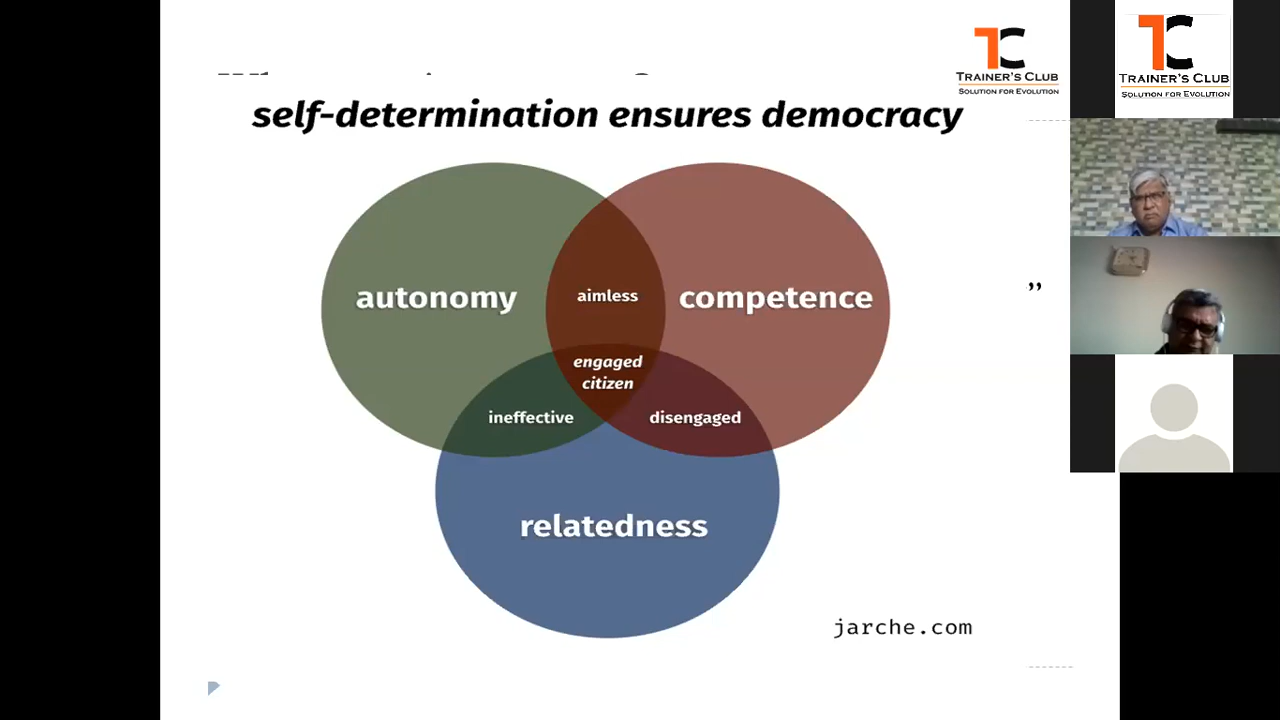 TC
TRAINER'S CLUB
SOLUTION FOR EVOLUTION
TC
TRAINER'S CLUB
SOLUTION FOR EVOLUTION
self-determination ensures democracy
autonomy
aimless
competence
engaged
citizen
ineffective
disengaged
relatedness
jarche.com
”